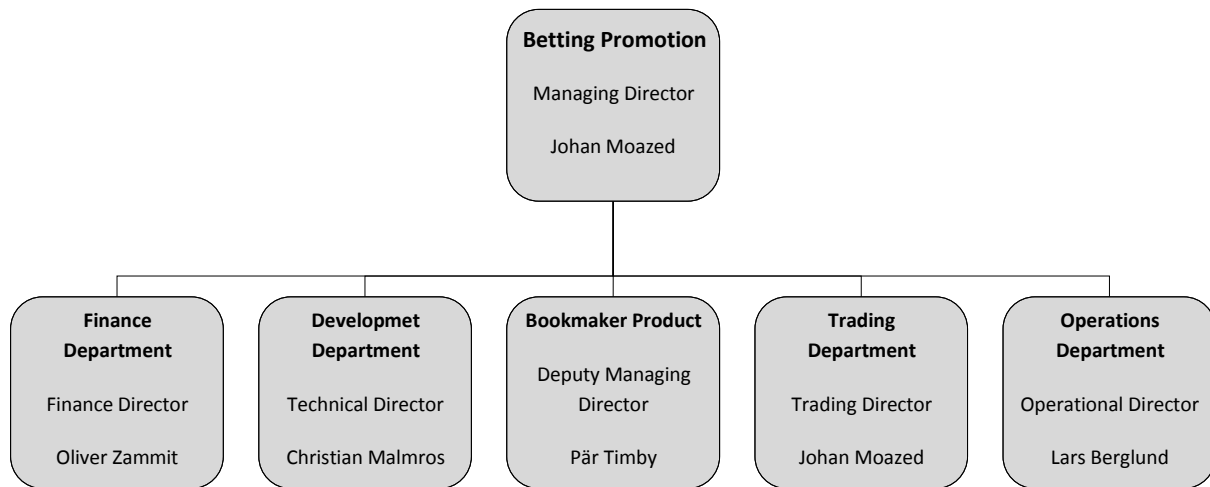 Betting Promotion
Managing Director
Johan Moazed
Finance
Department
Finance Director
Oliver Zammit
Developmet
Department
Technical Director
Christian Malmros
Bookmaker Product
Deputy Managing
Director
Pär Timby
Trading
Department
Trading Director
Johan Moazed
Operations
Department
Operational Director
Lars Berglund